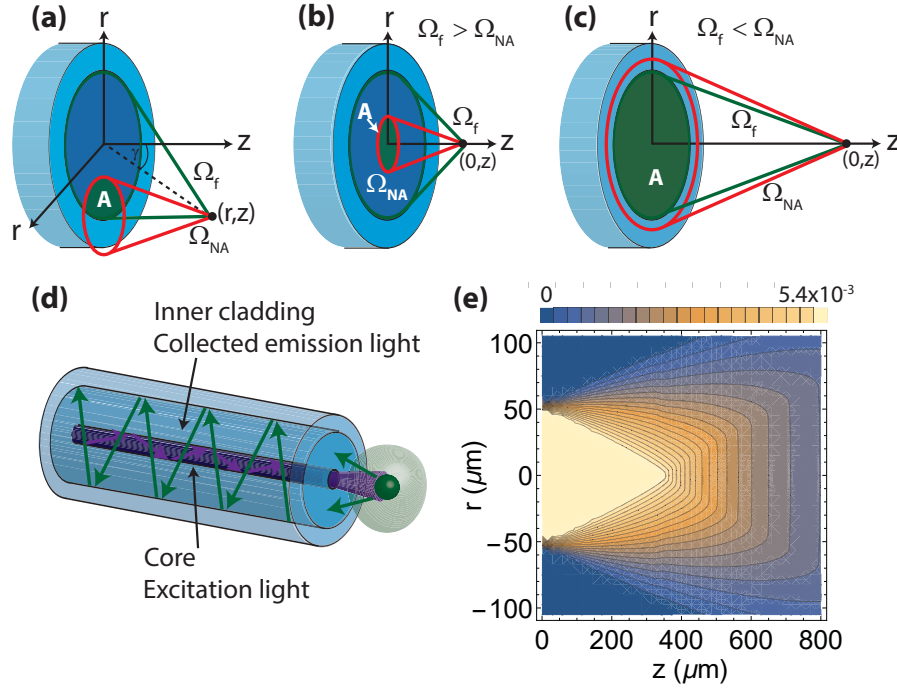 (a)
r
z
Ω_f
γ
A
(r,z)
Ω_NA
r
(b)
r
Ω_f > Ω_NA
A
Ω_f
z
(0,z)
Ω_NA
(c)
r
Ω_f < Ω_NA
Ω_f
z
(0,z)
A
Ω_NA
(d)
Inner cladding
Collected emission light
Core
Excitation light
(e)
0
5.4x10⁻³
100
50
0
−50
−100
r (µm)
0
200
400
600
800
z (µm)